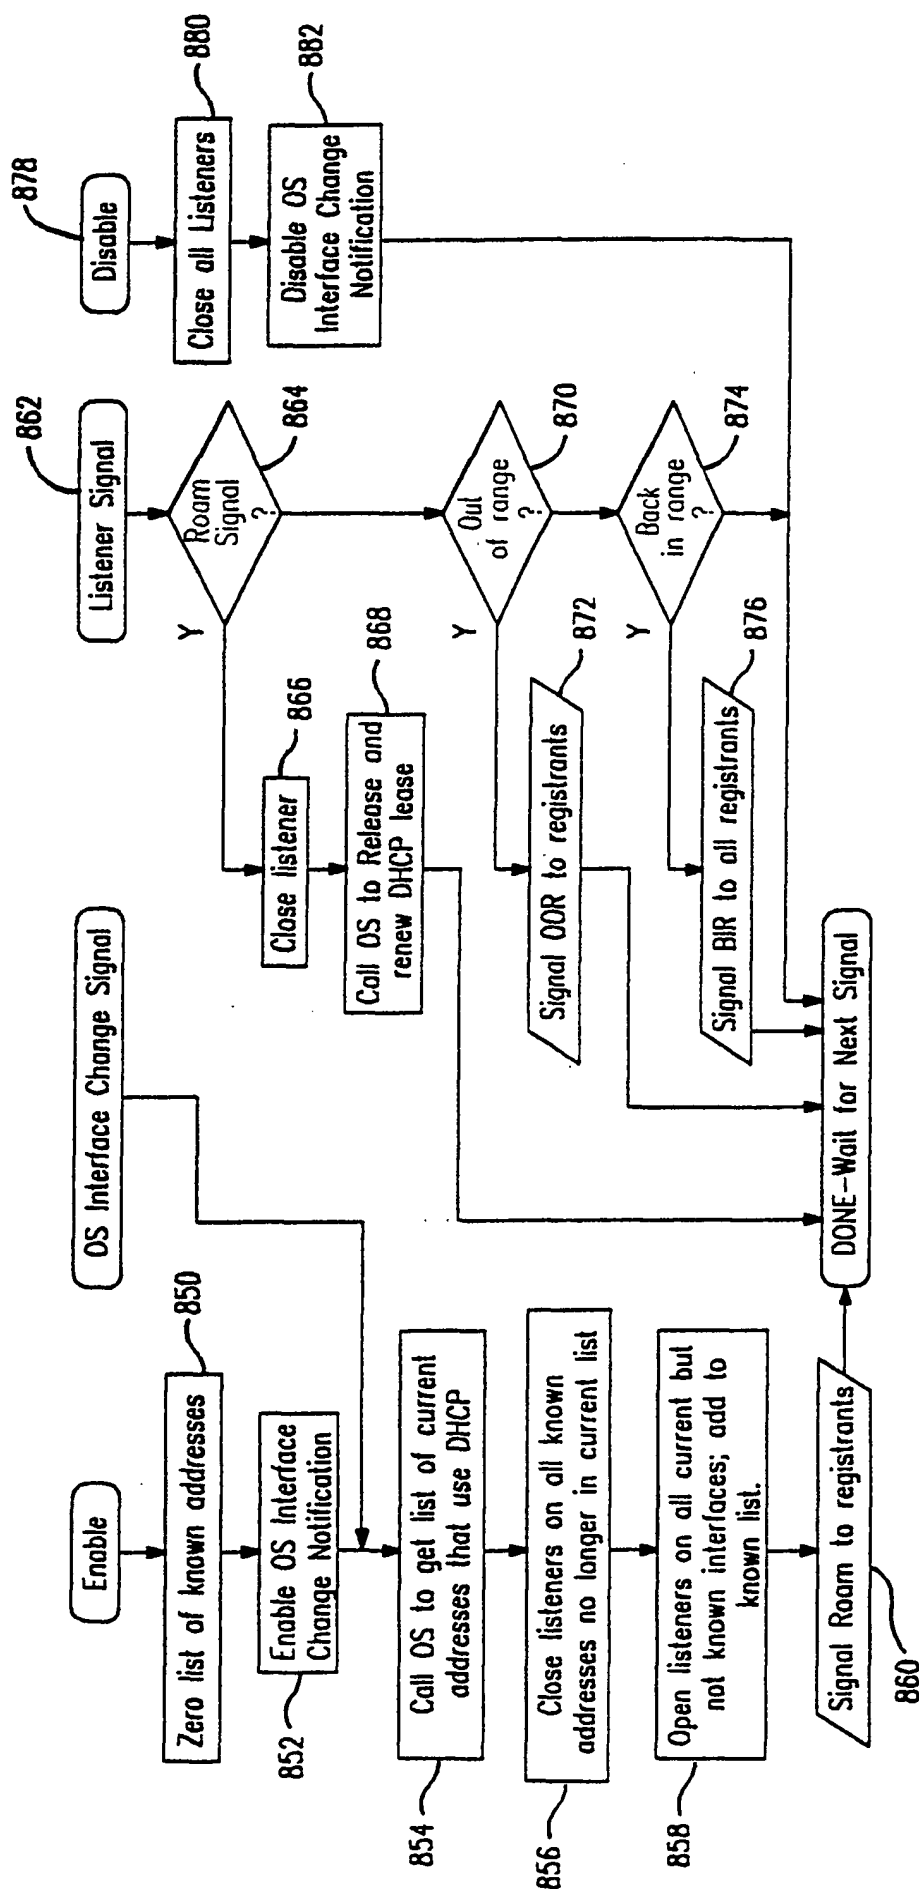 Enable
850
Zero list of known addresses
Enable OS Interface
Change Notification
852
Call OS to get list of current
addresses that use DHCP
854
Close listeners on all known
addresses no longer in current list
856
Open listeners on all current but
not known interfaces; add to
known list.
858
Signal Roam to registrants
860
OS Interface Change Signal
Listener Signal
862
Roam
Signal
?
864
Y
Close listener
866
Call OS to Release and
renew DHCP lease
868
Out
of range
?
870
Y
Signal OOR to registrants
872
Back
in range
?
874
Y
Signal BIR to all registrants
876
Disable
878
Close all Listeners
880
Disable OS
Interface Change
Notification
882
DONE-Wait for Next Signal